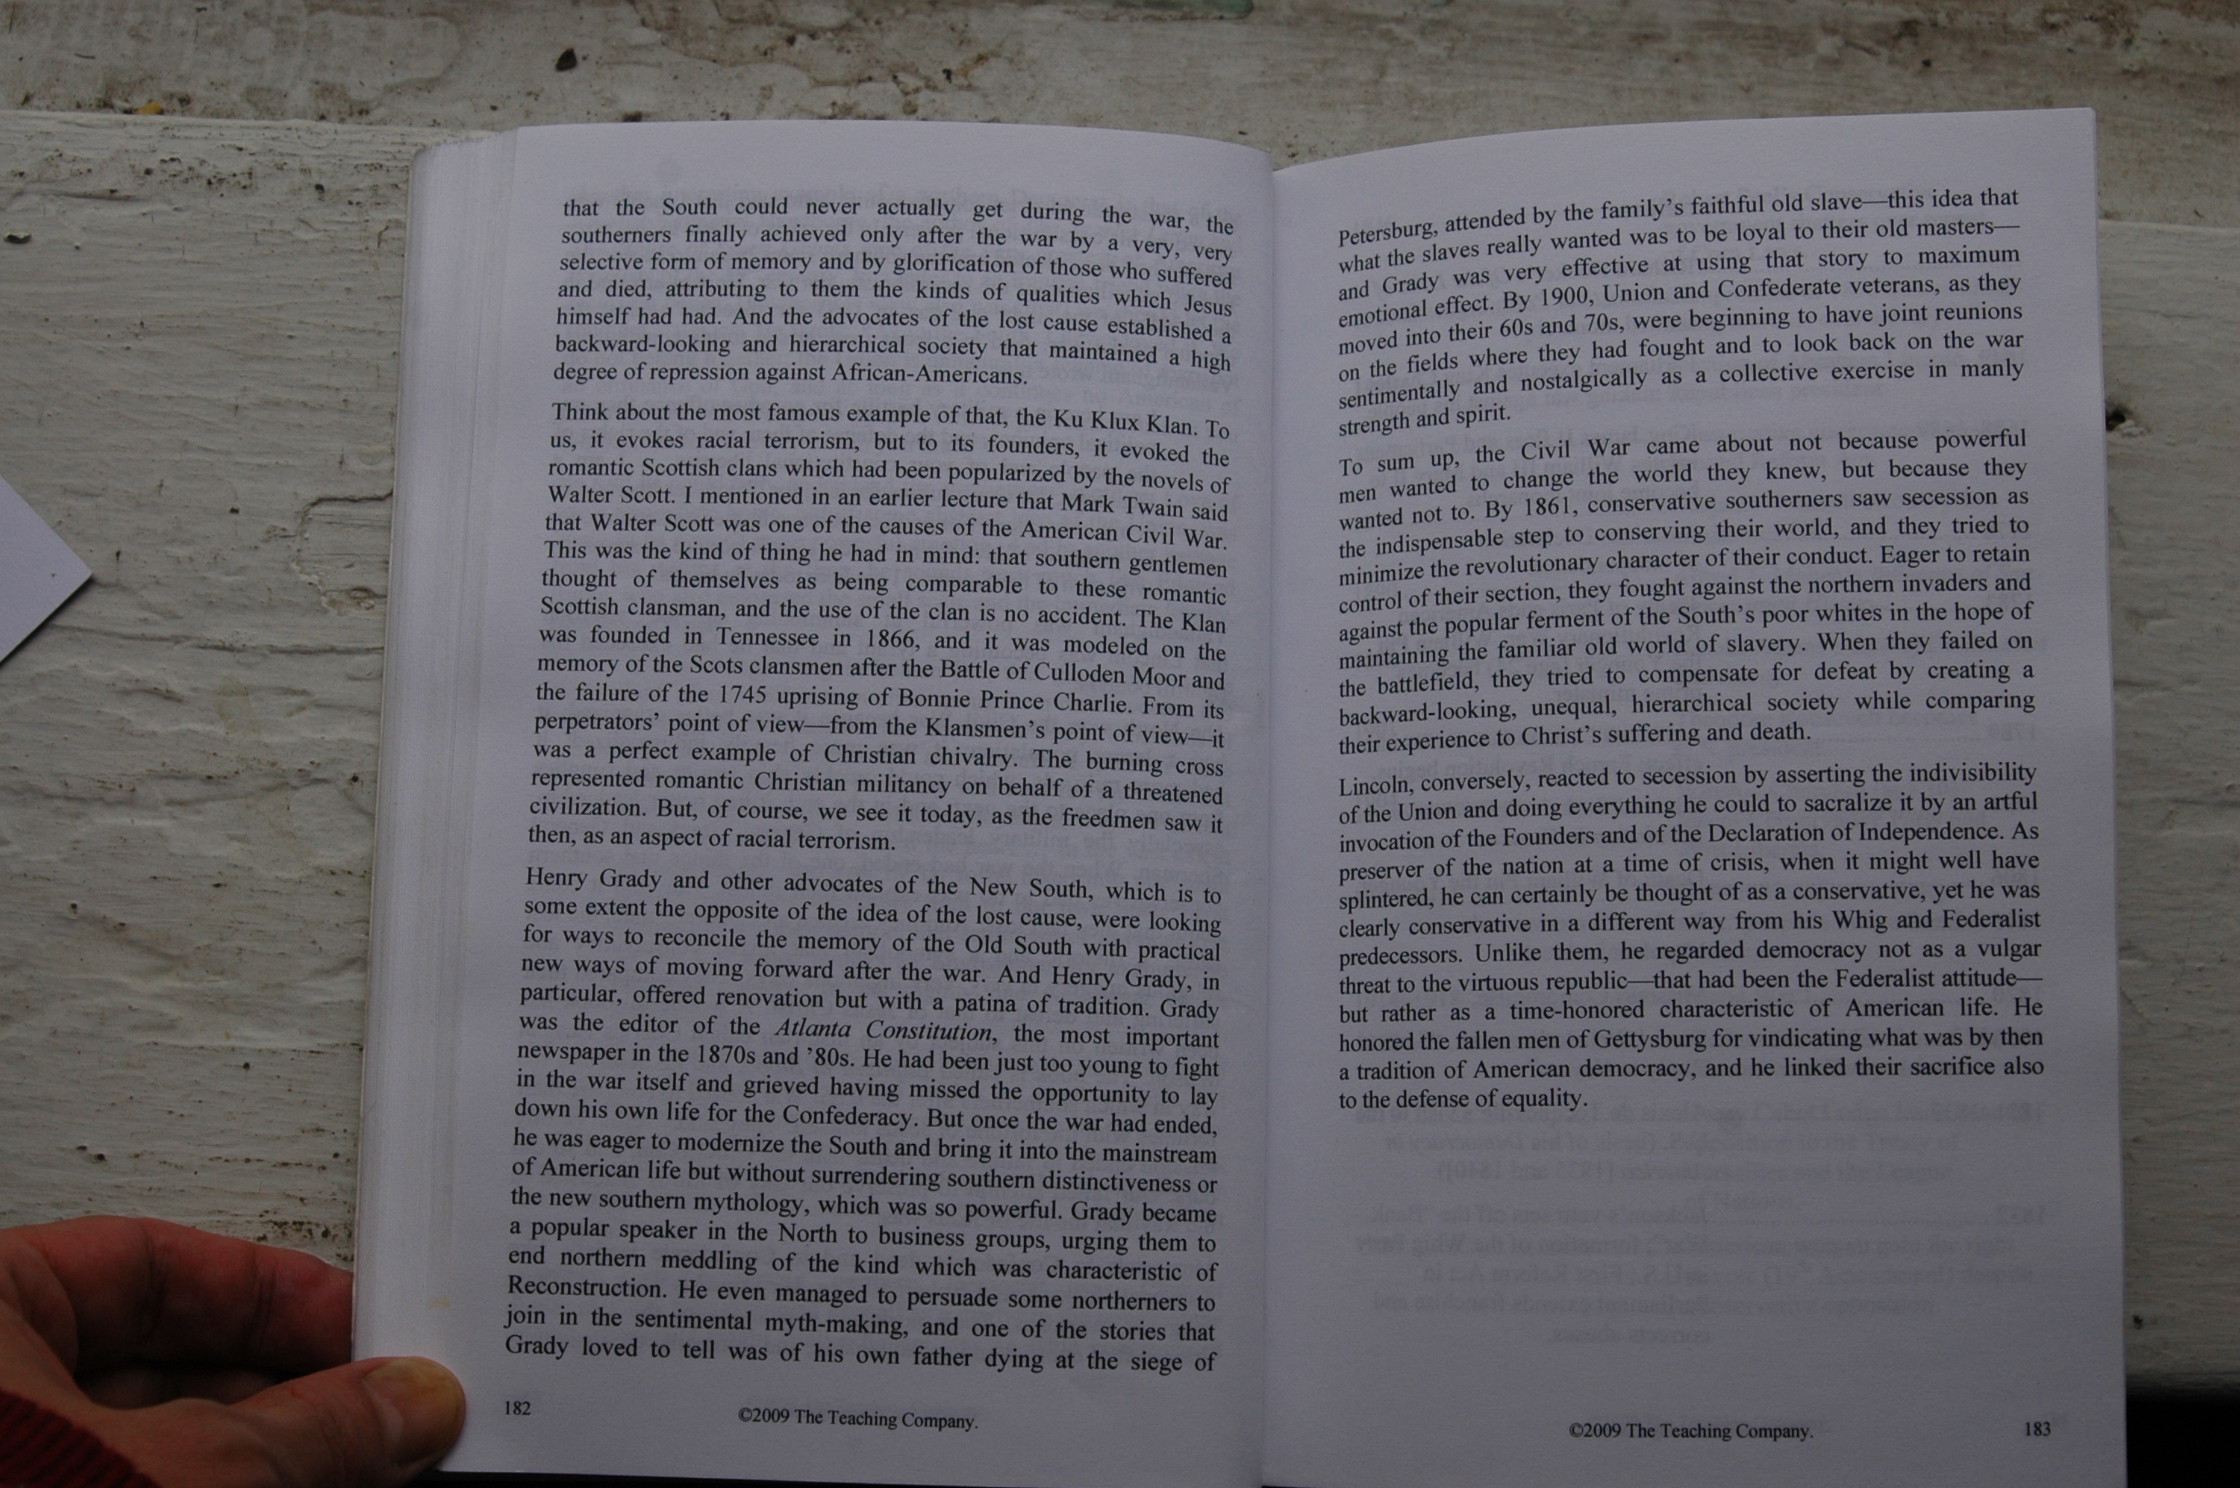 that the South could never actually get during the war, the
southerners finally achieved only after the war by a very, very
selective form of memory and by glorification of those who suffered
and died, attributing to them the kinds of qualities which Jesus
himself had had. And the advocates of the lost cause established a
backward-looking and hierarchical society that maintained a high
degree of repression against African-Americans.
Think about the most famous example of that, the Ku Klux Klan. To
us, it evokes racial terrorism, but to its founders, it evoked the
romantic Scottish clans which had been popularized by the novels of
Walter Scott. I mentioned in an earlier lecture that Mark Twain said
that Walter Scott was one of the causes of the American Civil War.
This was the kind of thing he had in mind: that southern gentlemen
thought of themselves as being comparable to these romantic
Scottish clansman, and the use of the clan is no accident. The Klan
was founded in Tennessee in 1866, and it was modeled on the
memory of the Scots clansmen after the Battle of Culloden Moor and
the failure of the 1745 uprising of Bonnie Prince Charlie. From its
perpetrators’ point of view—from the Klansmen’s point of view—it
was a perfect example of Christian chivalry. The burning cross
represented romantic Christian militancy on behalf of a threatened
civilization. But, of course, we see it today, as the freedmen saw it
then, as an aspect of racial terrorism.
Henry Grady and other advocates of the New South, which is to
some extent the opposite of the idea of the lost cause, were looking
for ways to reconcile the memory of the Old South with practical
new ways of moving forward after the war. And Henry Grady, in
particular, offered renovation but with a patina of tradition. Grady
was the editor of the Atlanta Constitution, the most important
newspaper in the 1870s and ’80s. He had been just too young to fight
in the war itself and grieved having missed the opportunity to lay
down his own life for the Confederacy. But once the war had ended,
he was eager to modernize the South and bring it into the mainstream
of American life but without surrendering southern distinctiveness or
the new southern mythology, which was so powerful. Grady became
a popular speaker in the North to business groups, urging them to
end northern meddling of the kind which was characteristic of
Reconstruction. He even managed to persuade some northerners to
join in the sentimental myth-making, and one of the stories that
Grady loved to tell was of his own father dying at the siege of
182
©2009 The Teaching Company.
Petersburg, attended by the family’s faithful old slave—this idea that
what the slaves really wanted was to be loyal to their old masters—
and Grady was very effective at using that story to maximum
emotional effect. By 1900, Union and Confederate veterans, as they
moved into their 60s and 70s, were beginning to have joint reunions
on the fields where they had fought and to look back on the war
sentimentally and nostalgically as a collective exercise in manly
strength and spirit.
To sum up, the Civil War came about not because powerful
men wanted to change the world they knew, but because they
wanted not to. By 1861, conservative southerners saw secession as
the indispensable step to conserving their world, and they tried to
minimize the revolutionary character of their conduct. Eager to retain
control of their section, they fought against the northern invaders and
against the popular ferment of the South’s poor whites in the hope of
maintaining the familiar old world of slavery. When they failed on
the battlefield, they tried to compensate for defeat by creating a
backward-looking, unequal, hierarchical society while comparing
their experience to Christ’s suffering and death.
Lincoln, conversely, reacted to secession by asserting the indivisibility
of the Union and doing everything he could to sacralize it by an artful
invocation of the Founders and of the Declaration of Independence. As
preserver of the nation at a time of crisis, when it might well have
splintered, he can certainly be thought of as a conservative, yet he was
clearly conservative in a different way from his Whig and Federalist
predecessors. Unlike them, he regarded democracy not as a vulgar
threat to the virtuous republic—that had been the Federalist attitude—
but rather as a time-honored characteristic of American life. He
honored the fallen men of Gettysburg for vindicating what was by then
a tradition of American democracy, and he linked their sacrifice also
to the defense of equality.
©2009 The Teaching Company.
183